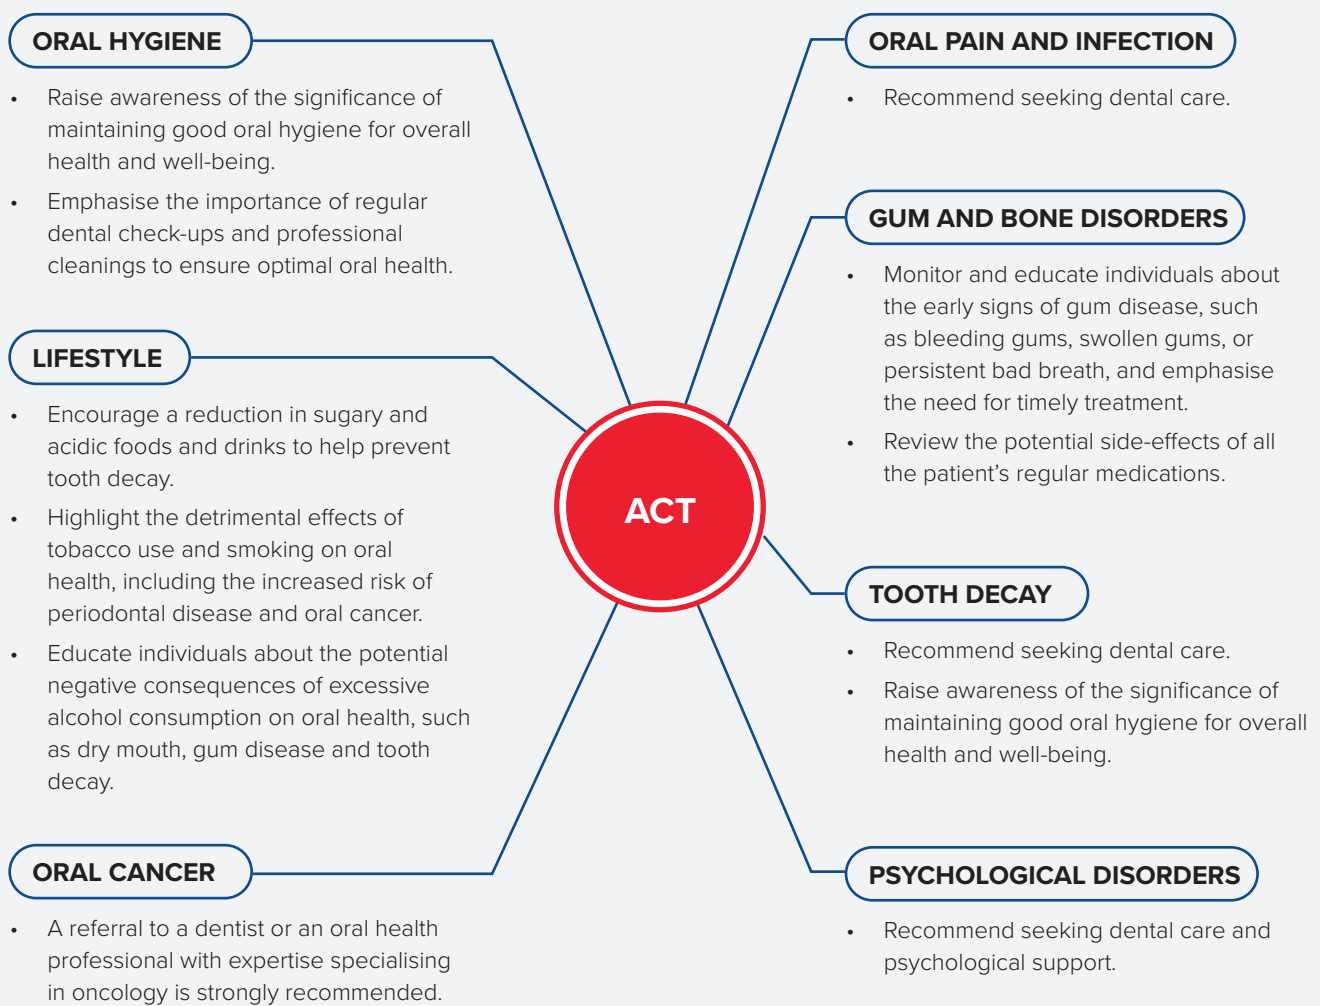 ORAL HYGIENE
• Raise awareness of the significance of
maintaining good oral hygiene for overall
health and well-being.
• Emphasise the importance of regular
dental check-ups and professional
cleanings to ensure optimal oral health.
LIFESTYLE
• Encourage a reduction in sugary and
acidic foods and drinks to help prevent
tooth decay.
• Highlight the detrimental effects of
tobacco use and smoking on oral
health, including the increased risk of
periodontal disease and oral cancer.
• Educate individuals about the potential
negative consequences of excessive
alcohol consumption on oral health, such
as dry mouth, gum disease and tooth
decay.
ORAL CANCER
• A referral to a dentist or an oral health
professional with expertise specialising
in oncology is strongly recommended.
ACT
ORAL PAIN AND INFECTION
• Recommend seeking dental care.
GUM AND BONE DISORDERS
• Monitor and educate individuals about
the early signs of gum disease, such
as bleeding gums, swollen gums, or
persistent bad breath, and emphasise
the need for timely treatment.
• Review the potential side-effects of all
the patient’s regular medications.
TOOTH DECAY
• Recommend seeking dental care.
• Raise awareness of the significance of
maintaining good oral hygiene for overall
health and well-being.
PSYCHOLOGICAL DISORDERS
• Recommend seeking dental care and
psychological support.